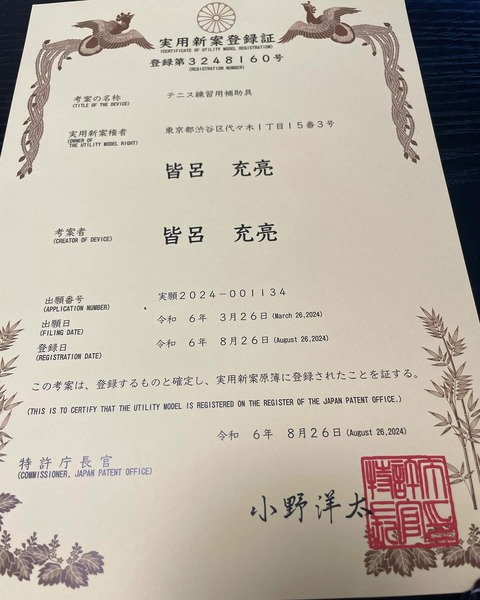 実用新案登録証
(CERTIFICATE OF UTILITY MODEL REGISTRATION)
登録第3248160号
(REGISTRATION NUMBER)
考案の名称
(TITLE OF THE DEVICE)
テニス練習用補助具
実用新案権者
(OWNER OF THE UTILITY MODEL RIGHT)
東京都渋谷区代々木1丁目15番3号
皆呂 充亮
考案者
(CREATOR OF DEVICE)
皆呂 充亮
出願番号
(APPLICATION NUMBER)
実願2024-001134
出願日
(FILING DATE)
令和 6年 3月26日(March 26,2024)
登録日
(REGISTRATION DATE)
令和 6年 8月26日(August 26,2024)
この考案は、登録するものと確定し、実用新案原簿に登録されたことを証する。
(THIS IS TO CERTIFY THAT THE UTILITY MODEL IS REGISTERED ON THE REGISTER OF THE JAPAN PATENT OFFICE.)
令和 6年 8月26日(August 26,2024)
特許庁長官
(COMMISSIONER, JAPAN PATENT OFFICE)
小野洋太